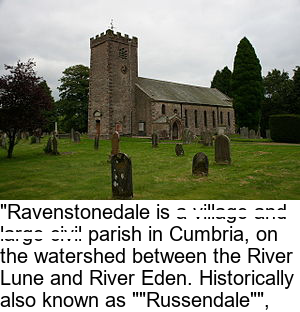 "Ravenstonedale is a village and
large civil parish in Cumbria, on
the watershed between the River
Lune and River Eden. Historically
also known as ""Russendale"",